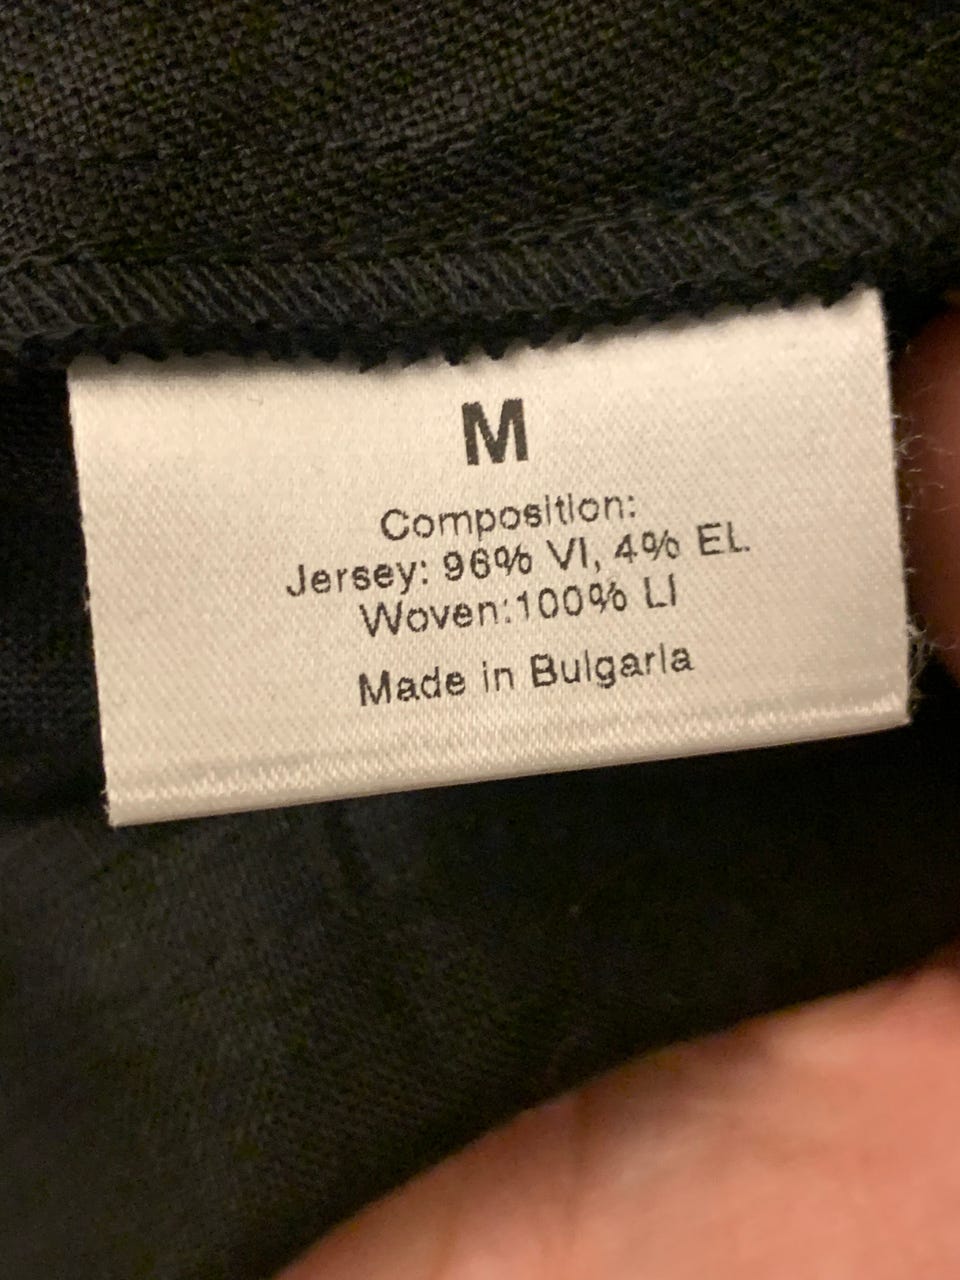 M
Composition:
Jersey: 96% VI, 4% EL
Woven:100% LI
Made in Bulgaria